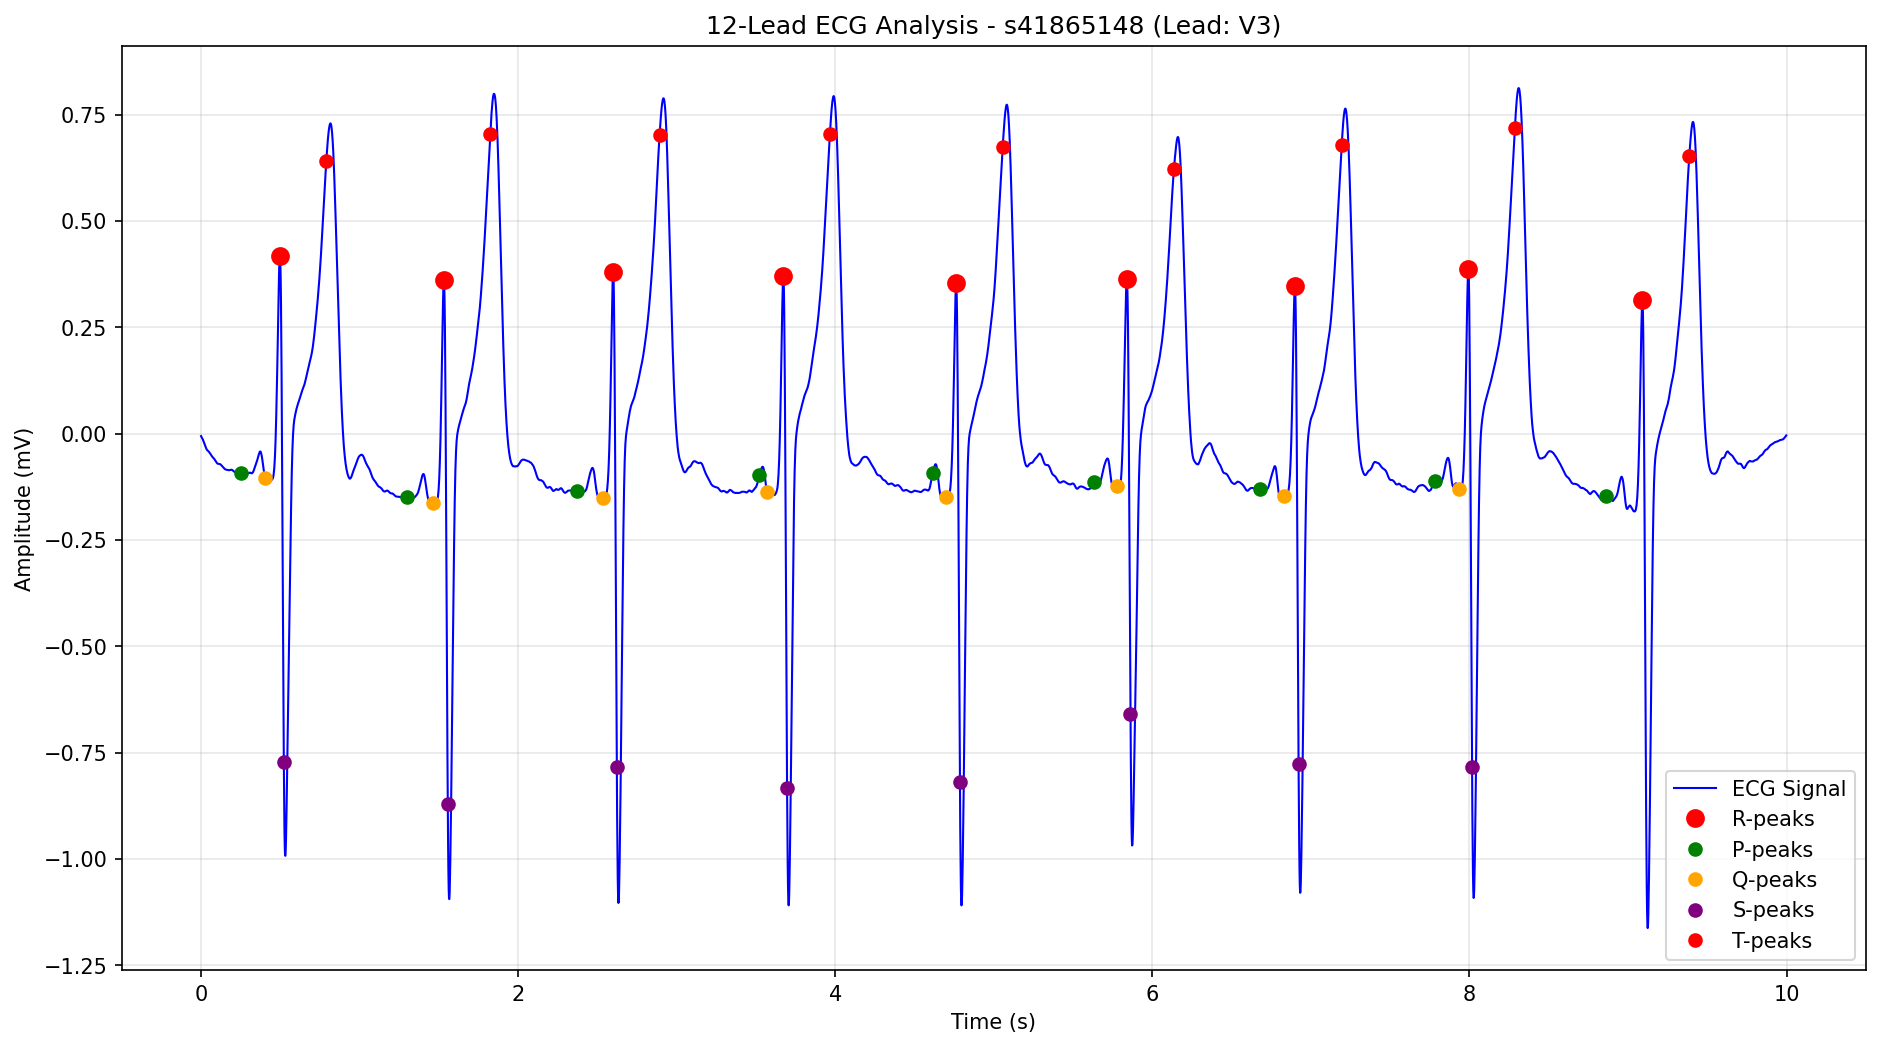 12-Lead ECG Analysis - s41865148 (Lead: V3)
Amplitude (mV)
0.75
0.50
0.25
0.00
−0.25
−0.50
−0.75
−1.00
−1.25
0 2 4 6 8 10
Time (s)
ECG Signal
R-peaks
P-peaks
Q-peaks
S-peaks
T-peaks